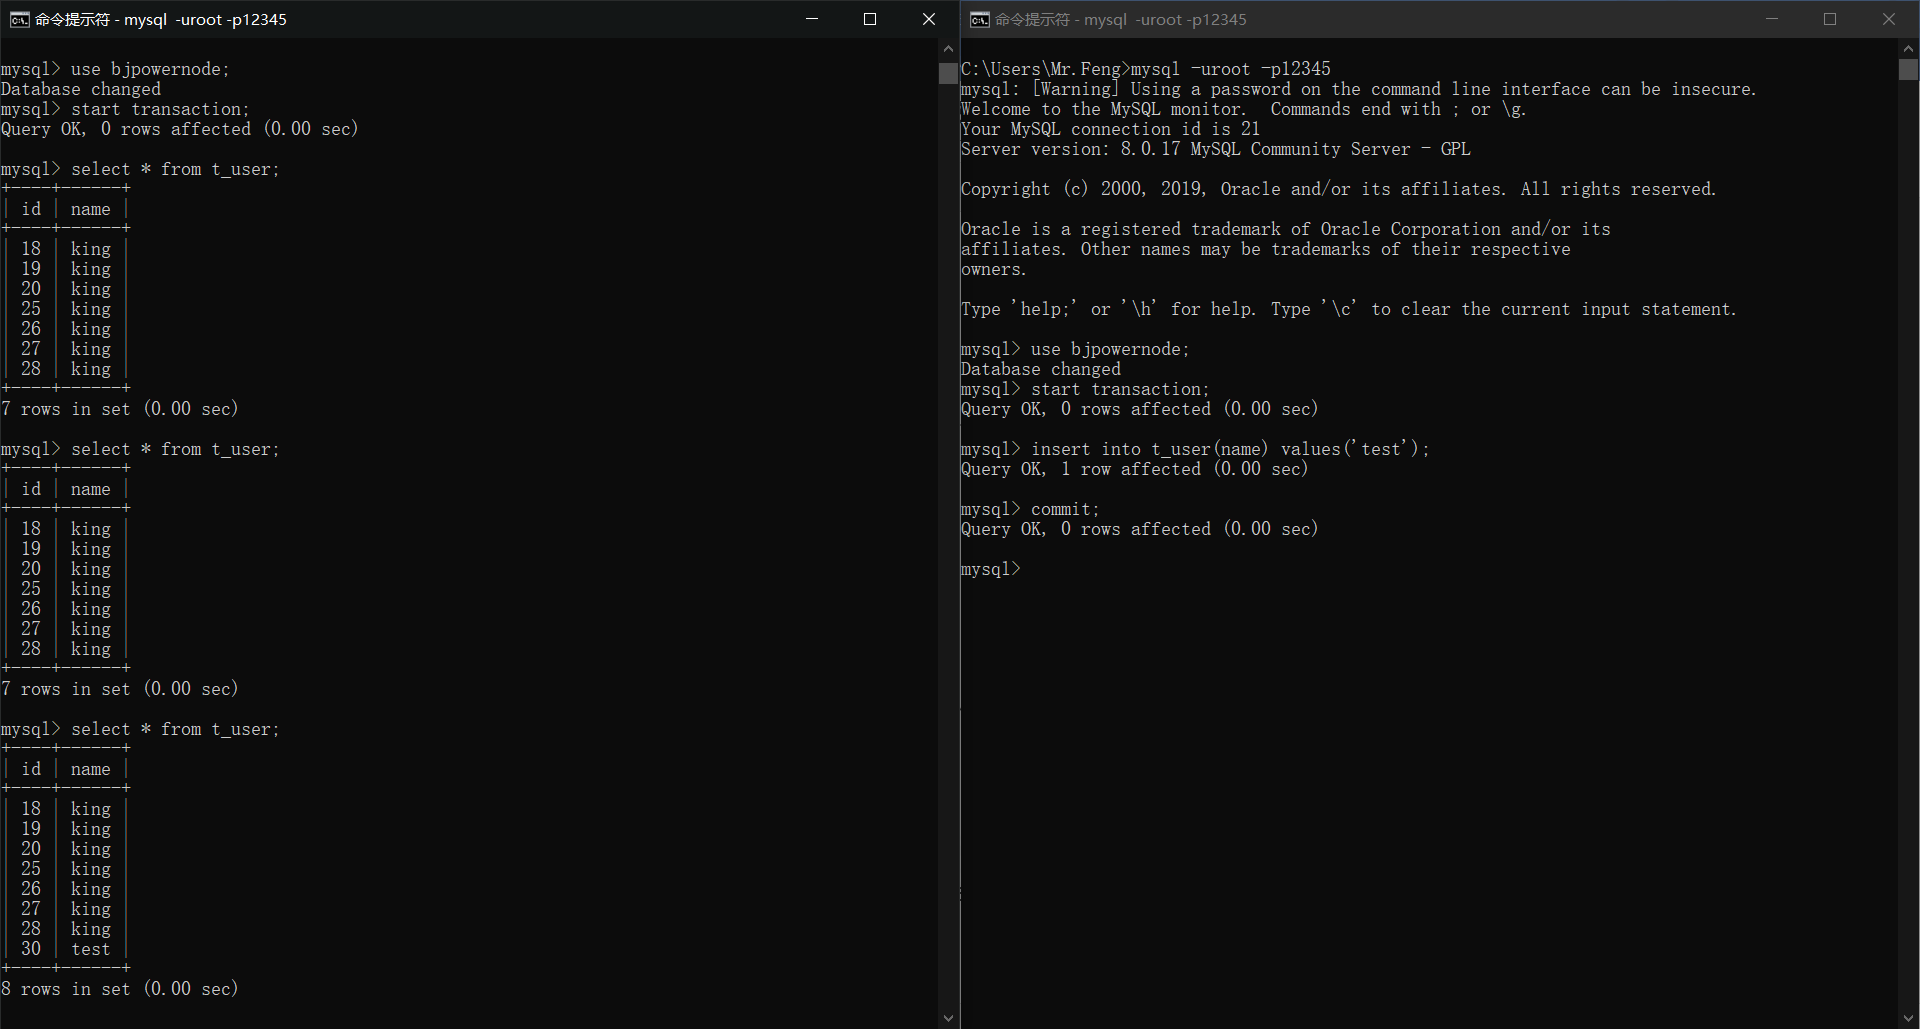 命令提示符 - mysql  -uroot -p12345
mysql> use bjpowernode;
Database changed
mysql> start transaction;
Query OK, 0 rows affected (0.00 sec)
mysql> select * from t_user;
+----+------+
| id | name |
+----+------+
| 18 | king |
| 19 | king |
| 20 | king |
| 25 | king |
| 26 | king |
| 27 | king |
| 28 | king |
+----+------+
7 rows in set (0.00 sec)
mysql> select * from t_user;
+----+------+
| id | name |
+----+------+
| 18 | king |
| 19 | king |
| 20 | king |
| 25 | king |
| 26 | king |
| 27 | king |
| 28 | king |
+----+------+
7 rows in set (0.00 sec)
mysql> select * from t_user;
+----+------+
| id | name |
+----+------+
| 18 | king |
| 19 | king |
| 20 | king |
| 25 | king |
| 26 | king |
| 27 | king |
| 28 | king |
| 30 | test |
+----+------+
8 rows in set (0.00 sec)
命令提示符 - mysql  -uroot -p12345
C:\Users\Mr.Feng>mysql -uroot -p12345
mysql: [Warning] Using a password on the command line interface can be insecure.
Welcome to the MySQL monitor.  Commands end with ; or \g.
Your MySQL connection id is 21
Server version: 8.0.17 MySQL Community Server - GPL
Copyright (c) 2000, 2019, Oracle and/or its affiliates. All rights reserved.
Oracle is a registered trademark of Oracle Corporation and/or its
affiliates. Other names may be trademarks of their respective
owners.
Type 'help;' or '\h' for help. Type '\c' to clear the current input statement.
mysql> use bjpowernode;
Database changed
mysql> start transaction;
Query OK, 0 rows affected (0.00 sec)
mysql> insert into t_user(name) values('test');
Query OK, 1 row affected (0.00 sec)
mysql> commit;
Query OK, 0 rows affected (0.00 sec)
mysql>